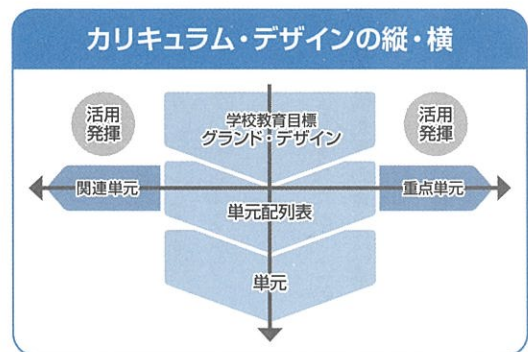 カリキュラム・デザインの縦・横
活用
発揮
学校教育目標
グランド・デザイン
活用
発揮
関連単元
重点単元
単元配列表
単元